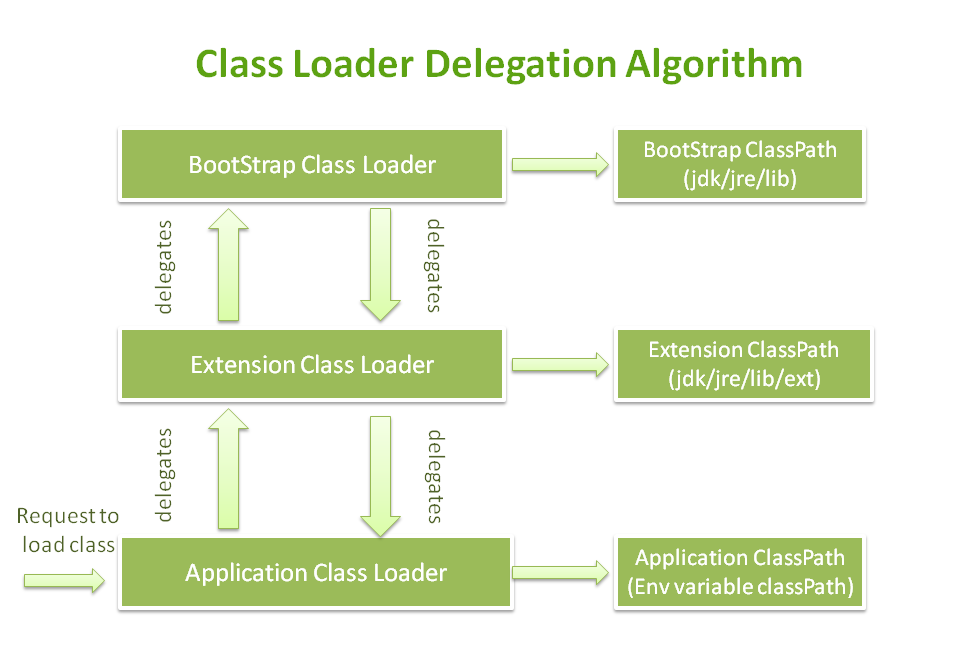 Class Loader Delegation Algorithm
BootStrap Class Loader
BootStrap ClassPath
(jdk/jre/lib)
delegates
delegates
Extension Class Loader
Extension ClassPath
(jdk/jre/lib/ext)
delegates
delegates
Request to
load class
Application Class Loader
Application ClassPath
(Env variable classPath)